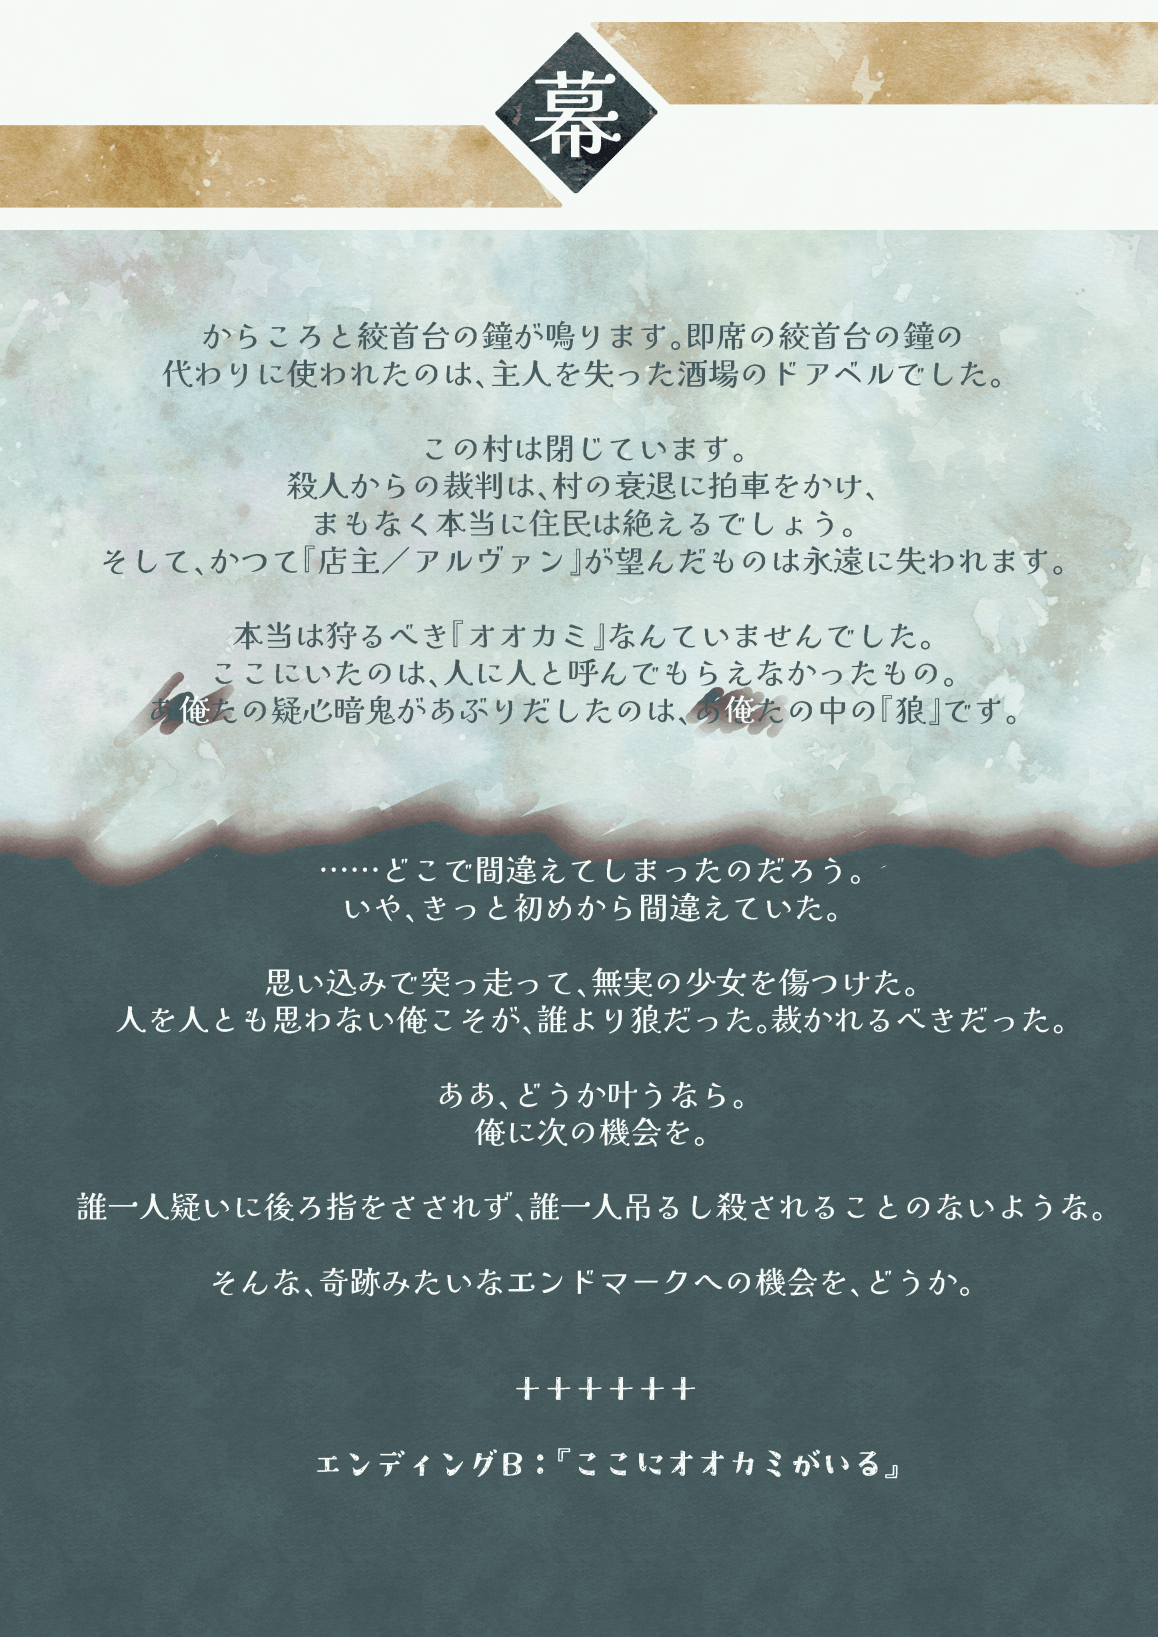 幕
からころと絞首台の鐘が鳴ります。即席の絞首台の鐘の
代わりに使われたのは、主人を失った酒場のドアベルでした。
この村は閉じています。
殺人からの裁判は、村の衰退に拍車をかけ、
まもなく本当に住民は絶えるでしょう。
そして、かつて『店主／アルヴァン』が望んだものは永遠に失われます。
本当は狩るべき『オオカミ』なんていませんでした。
ここにいたのは、人に人と呼んでもらえなかったもの。
あ俺たの疑心暗鬼があぶりだしたのは、あ俺たの中の『狼』です。
……どこで間違えてしまったのだろう。
いや、きっと初めから間違えていた。
思い込みで突っ走って、無実の少女を傷つけた。
人を人とも思わない俺こそが、誰より狼だった。裁かれるべきだった。
ああ、どうか叶うなら。
俺に次の機会を。
誰一人疑いに後ろ指をさされず、誰一人吊るし殺されることのないような。
そんな、奇跡みたいなエンドマークへの機会を、どうか。
++++++
エンディングB：『ここにオオカミがいる』